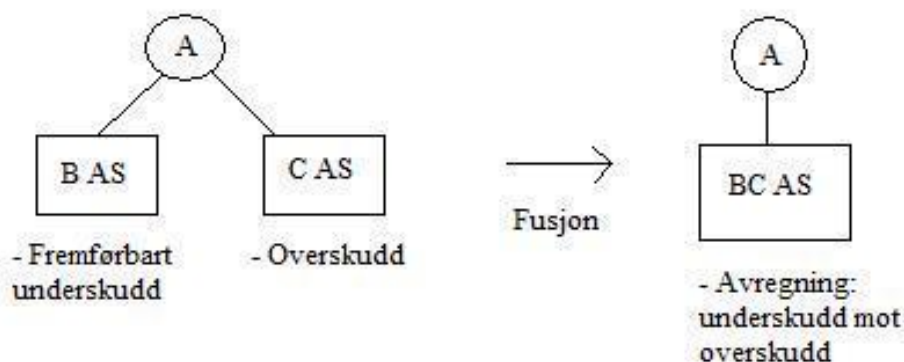 A
B AS
C AS
- Fremførbart
underskudd
- Overskudd
Fusjon
A
BC AS
- Avregning:
underskudd mot
overskudd